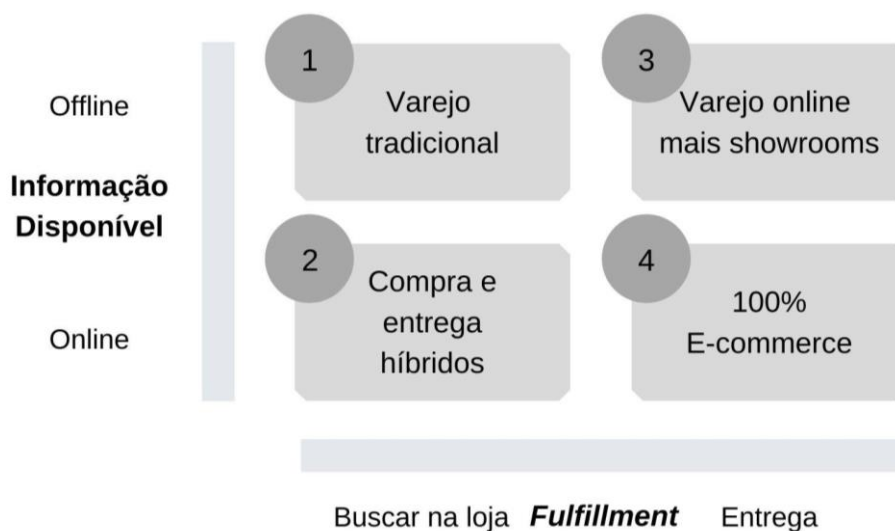 1
Varejo
tradicional
3
Varejo online
mais showrooms
Offline
Informação
Disponível
Online
2
Compra e
entrega
híbridos
4
100%
E-commerce
Buscar na loja Fulfillment Entrega